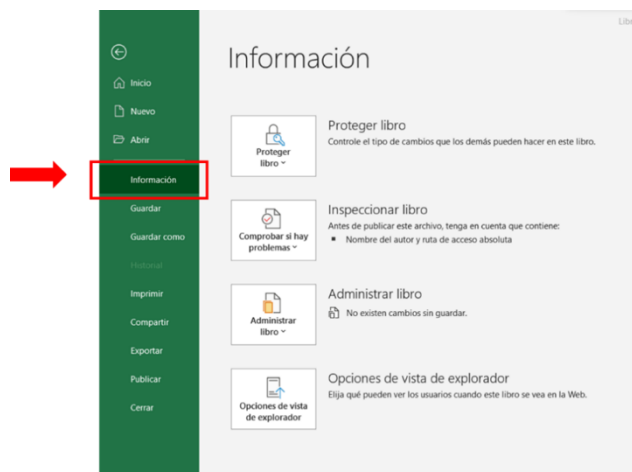 Libr
Información
Inicio
Nuevo
Abrir
Información
Guardar
Guardar como
Historial
Imprimir
Compartir
Exportar
Publicar
Cerrar
Proteger
libro
Proteger libro
Controle el tipo de cambios que los demás pueden hacer en este libro.
Comprobar si hay
problemas
Inspeccionar libro
Antes de publicar este archivo, tenga en cuenta que contiene:
Nombre del autor y ruta de acceso absoluta
Administrar
libro
Administrar libro
No existen cambios sin guardar.
Opciones de vista
de explorador
Opciones de vista de explorador
Elija qué pueden ver los usuarios cuando este libro se vea en la Web.